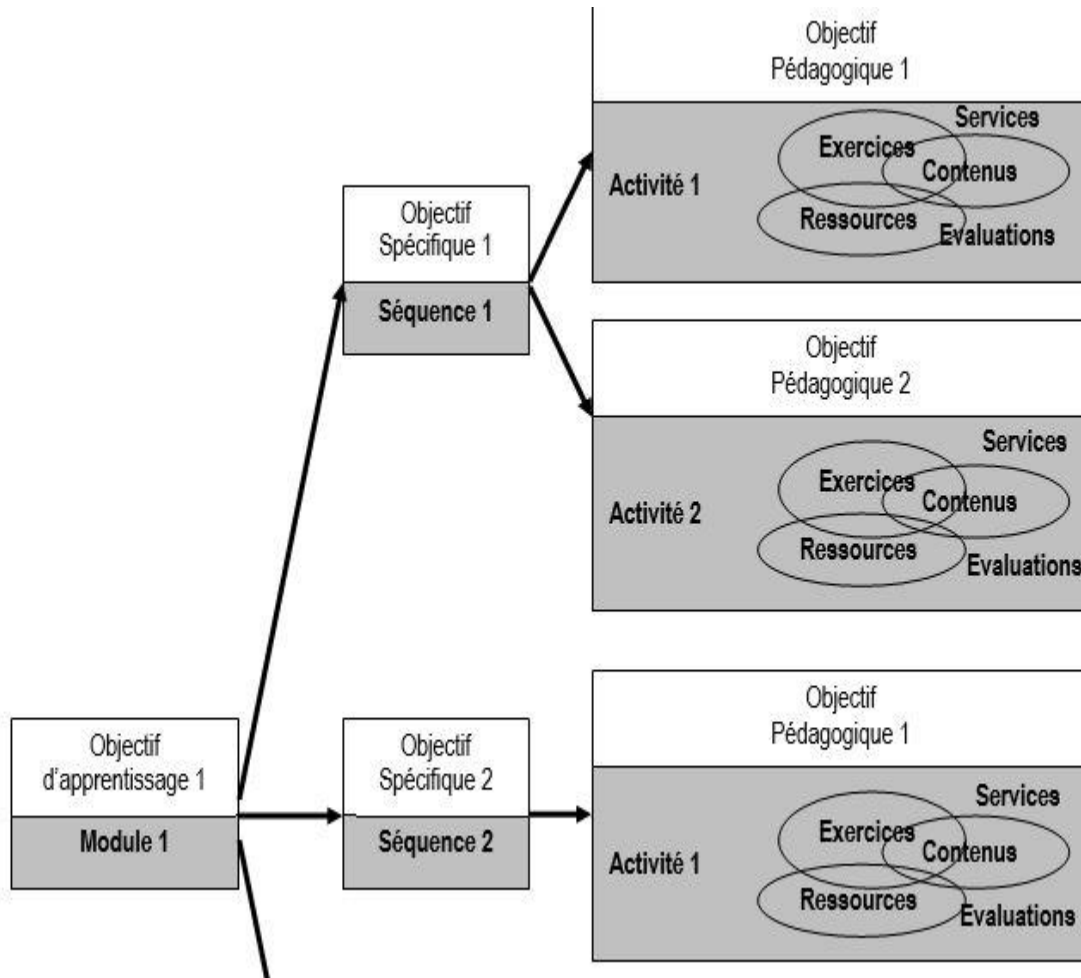 Objectif
Pédagogique 1
Services
Exercices
Contenus
Activité 1
Ressources
Evaluations
Objectif
Spécifique 1
Séquence 1
Objectif
Pédagogique 2
Services
Exercices
Contenus
Activité 2
Ressources
Evaluations
Objectif
d'apprentissage 1
Module 1
Objectif
Spécifique 2
Séquence 2
Objectif
Pédagogique 1
Services
Exercices
Contenus
Activité 1
Ressources
Evaluations